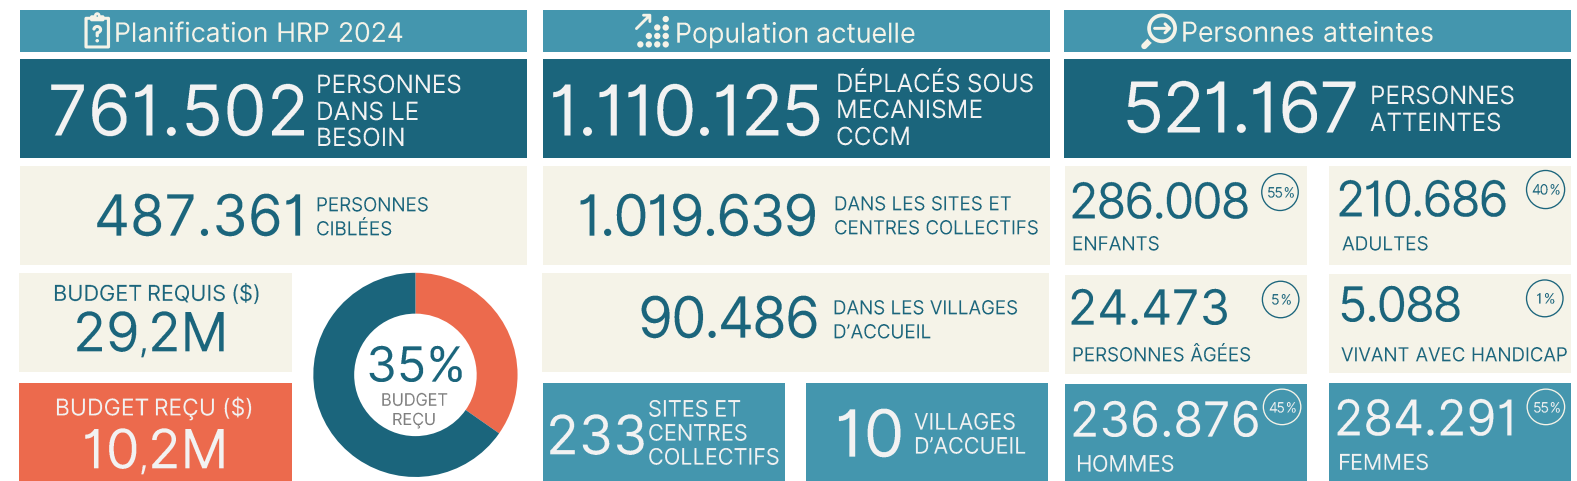 Planification HRP 2024
761.502
PERSONNES
DANS LE
BESOIN
487.361
PERSONNES
CIBLÉES
BUDGET REQUIS ($)
29,2M
BUDGET REÇU ($)
10,2M
35%
BUDGET
REÇU
Population actuelle
1.110.125
DÉPLACÉS SOUS
MECANISME
CCCM
1.019.639
DANS LES SITES ET
CENTRES COLLECTIFS
90.486
DANS LES VILLAGES
D'ACCUEIL
233
SITES ET
CENTRES
COLLECTIFS
10
VILLAGES
D'ACCUEIL
Personnes atteintes
521.167
PERSONNES
ATTEINTES
286.008
55%
ENFANTS
210.686
40%
ADULTES
24.473
5%
PERSONNES ÂGÉES
5.088
1%
VIVANT AVEC HANDICAP
236.876
45%
HOMMES
284.291
55%
FEMMES